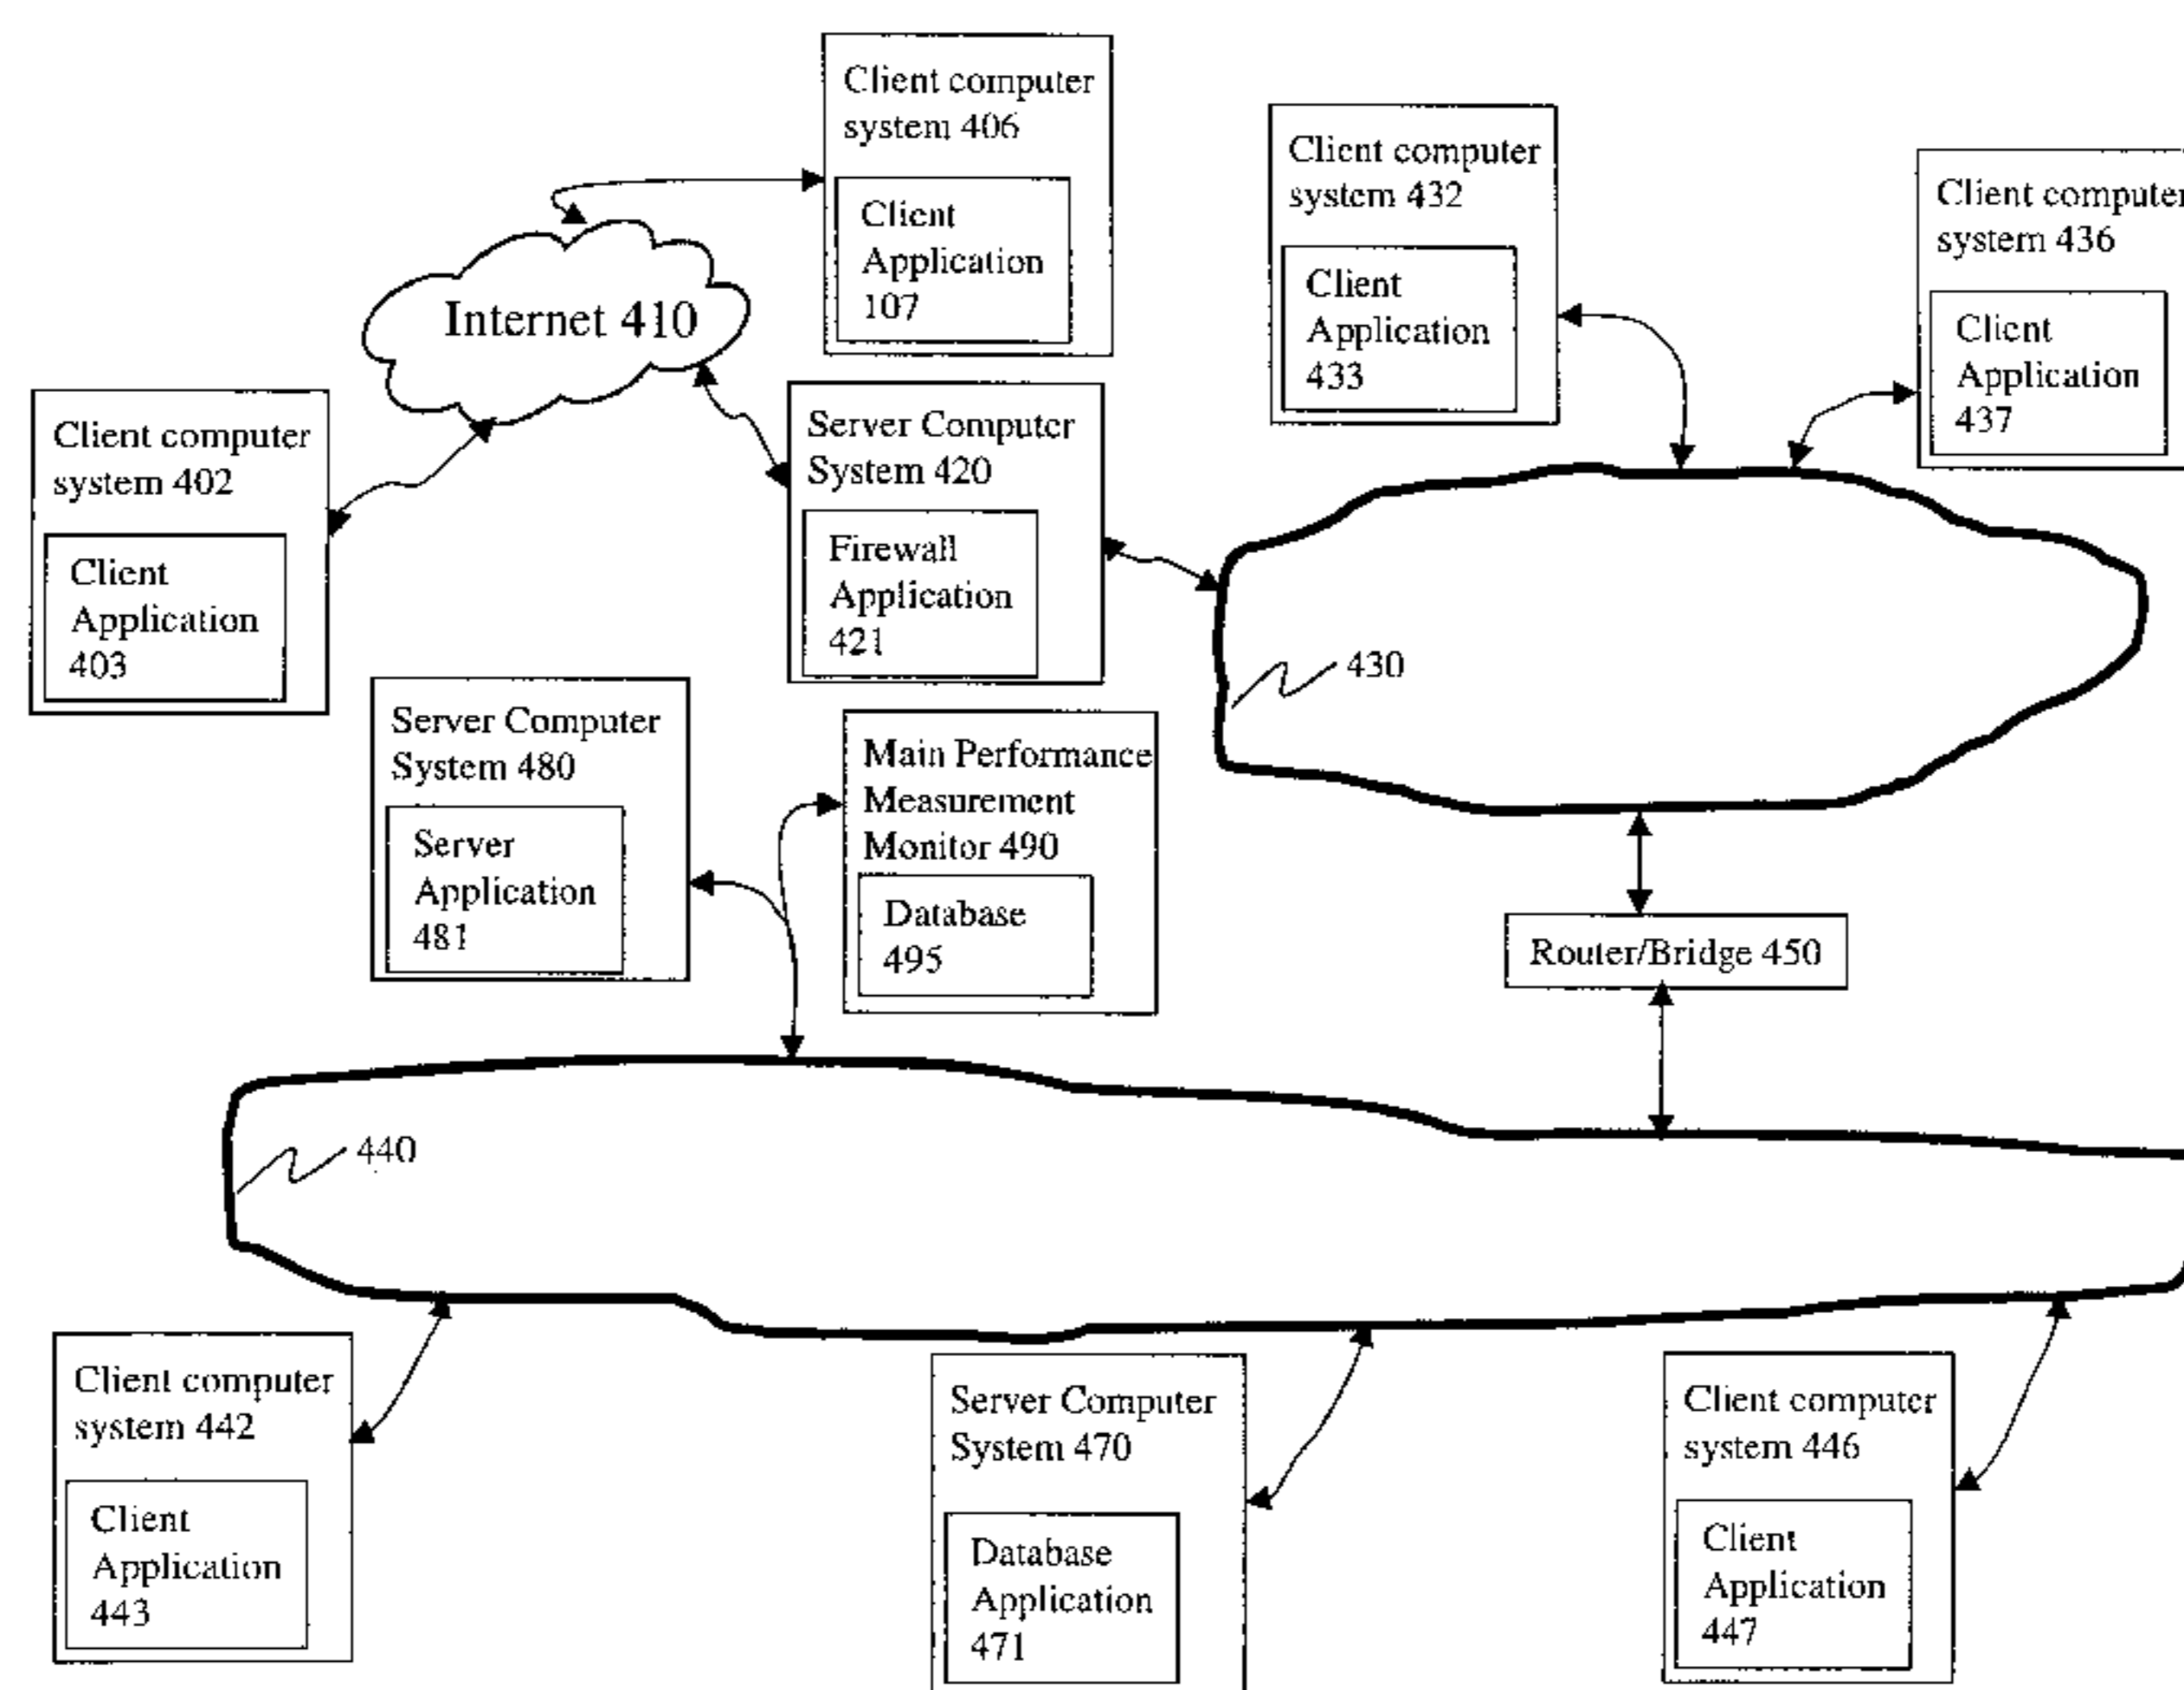 Client computer
system 406
Client
Application
107
Client computer
system 432
Client
Application
433
Client computer
system 436
Client
Application
437
Internet 410
Client computer
system 402
Client
Application
403
Server Computer
System 420
Firewall
Application
421
430
Server Computer
System 480
Server
Application
481
Main Performance
Measurement
Monitor 490
Database
495
Router/Bridge 450
440
Client computer
system 442
Client
Application
443
Server Computer
System 470
Database
Application
471
Client computer
system 446
Client
Application
447